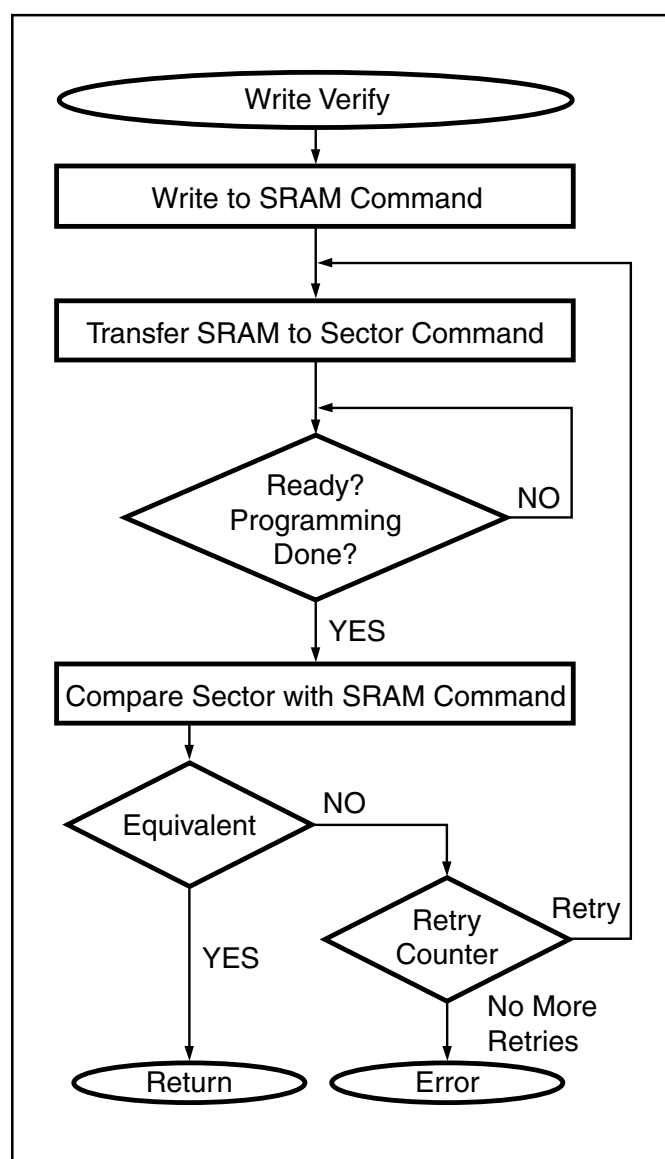 Write Verify
Write to SRAM Command
Transfer SRAM to Sector Command
Ready?
Programming
Done?
NO
YES
Compare Sector with SRAM Command
Equivalent
NO
YES
Retry
Counter
Retry
No More
Retries
Return
Error